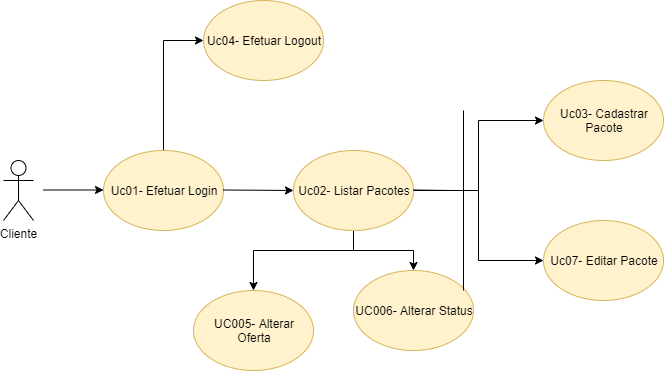 Uc04- Efetuar Logout
Uc03- Cadastrar
Pacote
Uc01- Efetuar Login
Uc02- Listar Pacotes
Cliente
Uc07- Editar Pacote
UC005- Alterar
Oferta
UC006- Alterar Status